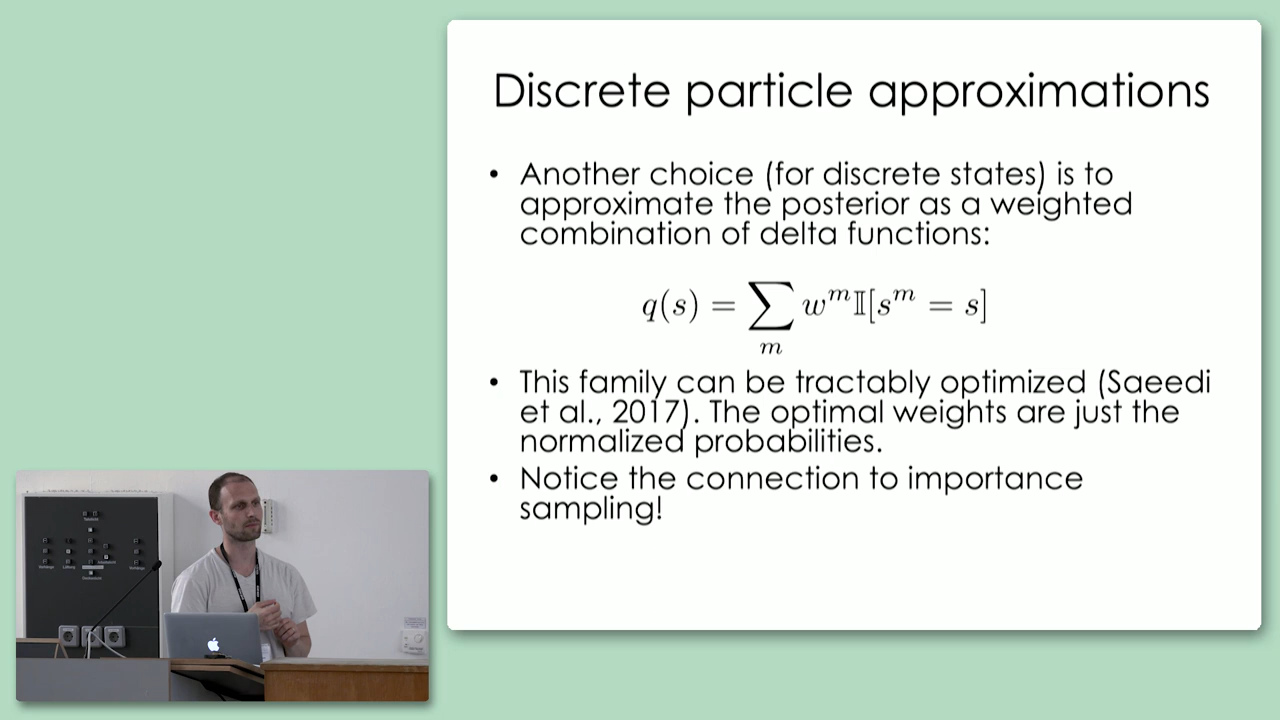 Discrete particle approximations
• Another choice (for discrete states) is to
approximate the posterior as a weighted
combination of delta functions:
q(s) = ∑_m w^m 𝕀[s^m = s]
• This family can be tractably optimized (Saeedi
et al., 2017). The optimal weights are just the
normalized probabilities.
• Notice the connection to importance
sampling!